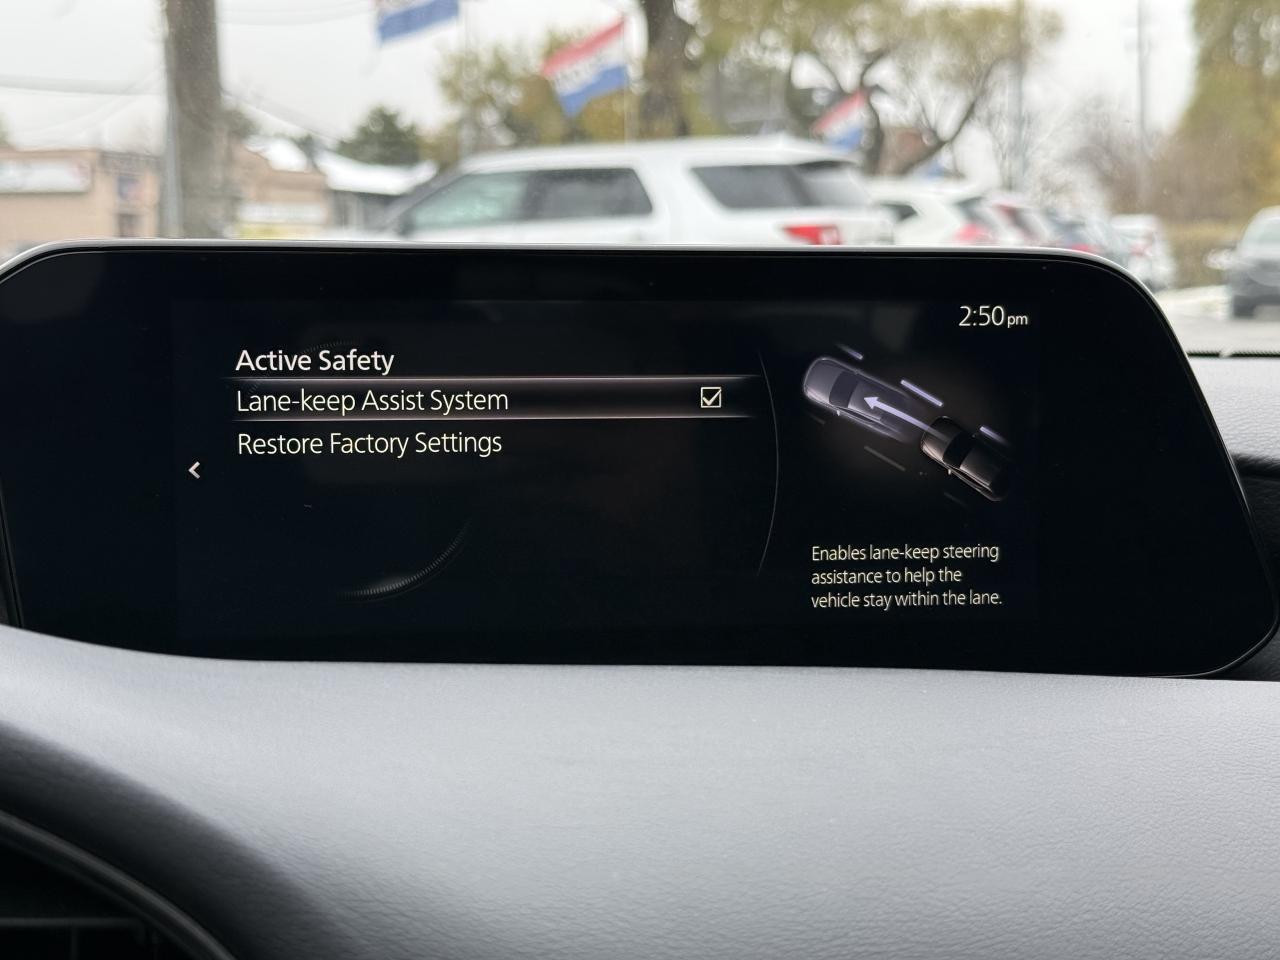 2:50pm
Active Safety
Lane-keep Assist System
Restore Factory Settings
Enables lane-keep steering
assistance to help the
vehicle stay within the lane.